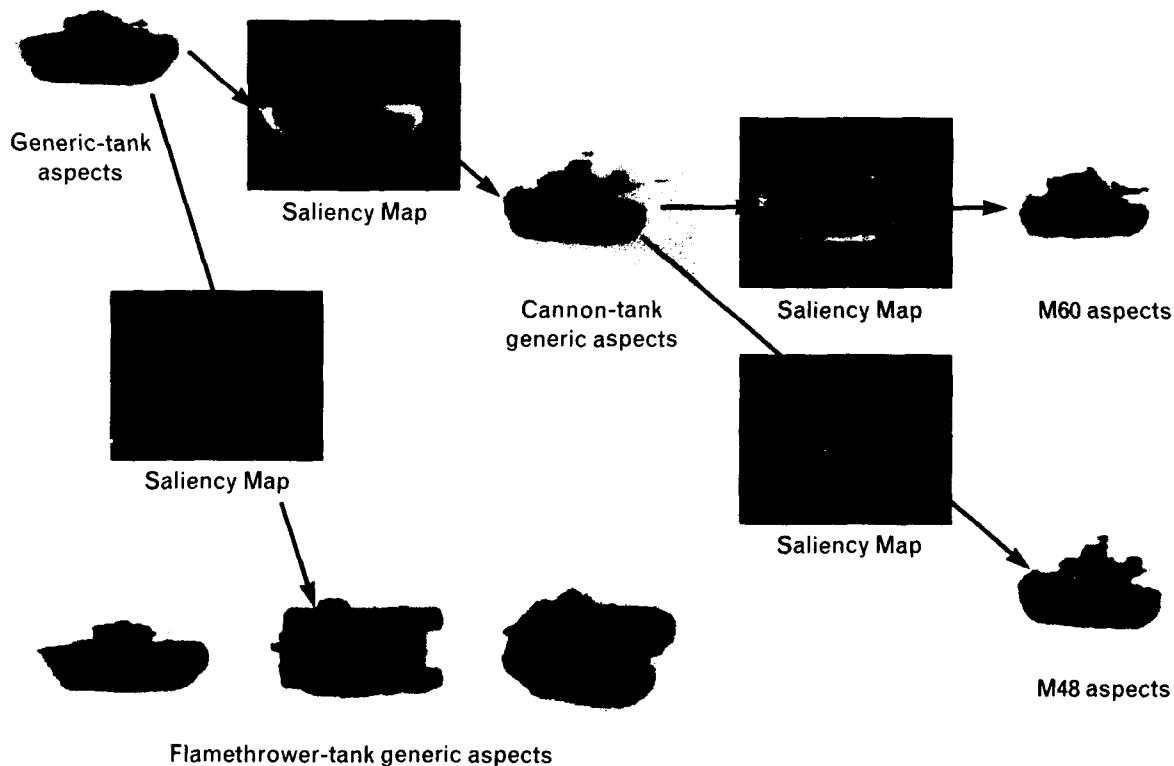 Generic-tank
aspects
Saliency Map
Cannon-tank
generic aspects
Saliency Map
M60 aspects
Saliency Map
Saliency Map
M48 aspects
Flamethrower-tank generic aspects